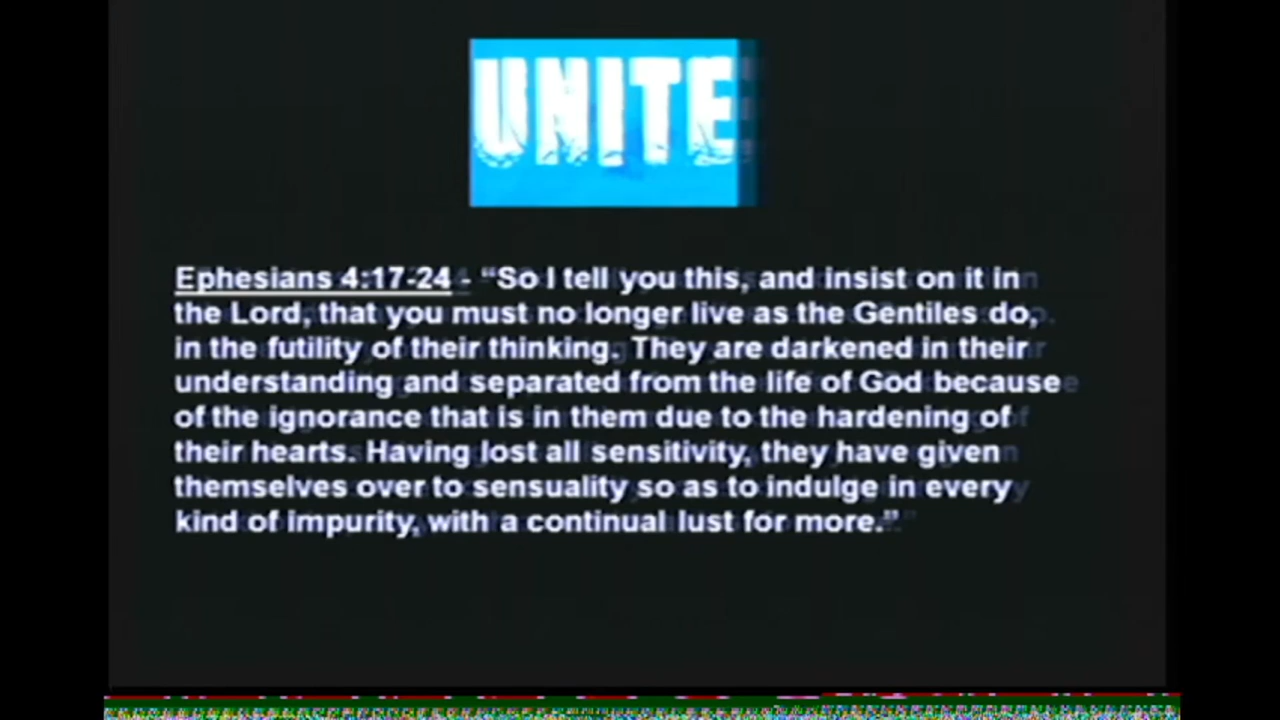 UNITE
Ephesians 4:17-24 - “So I tell you this, and insist on it in
the Lord, that you must no longer live as the Gentiles do,
in the futility of their thinking. They are darkened in their
understanding and separated from the life of God because
of the ignorance that is in them due to the hardening of
their hearts. Having lost all sensitivity, they have given
themselves over to sensuality so as to indulge in every
kind of impurity, with a continual lust for more.”